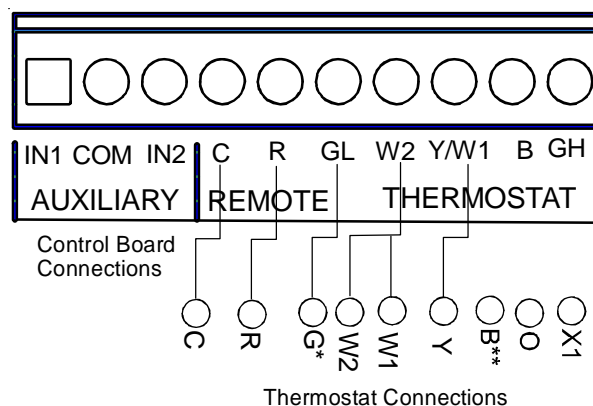 IN1 COM IN2 C R GL W2 Y/W1 B GH
AUXILIARY REMOTE THERMOSTAT
Control Board
Connections
C R G* W2 W1 Y B** O X1
Thermostat Connections